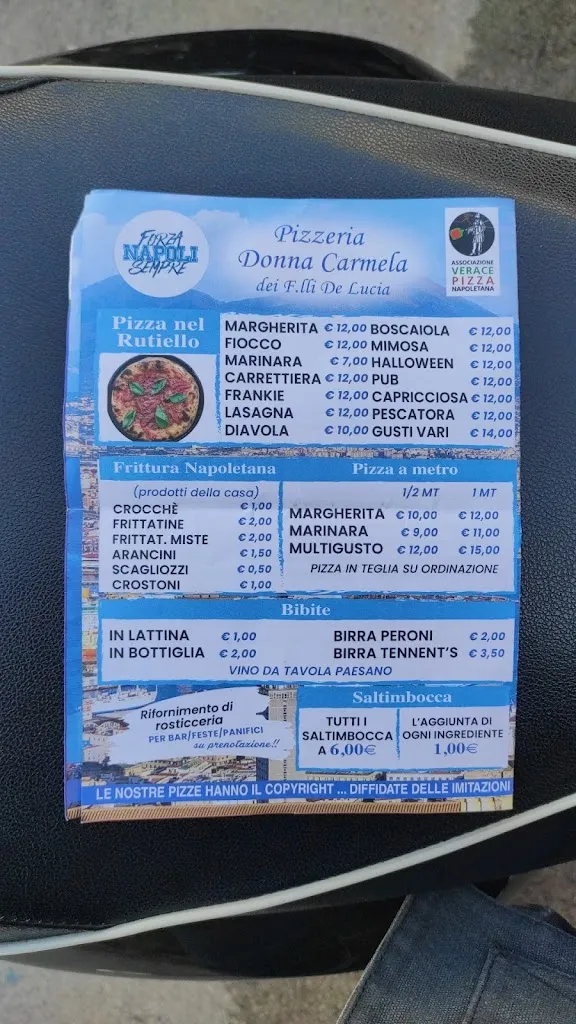 FORZA
NAPOLI
SEMPRE
Pizzeria
Donna Carmela
dei F.lli De Lucia
ASSOCIAZIONE
VERACE
PIZZA
NAPOLETANA
Pizza nel
Rutiello
MARGHERITA € 12,00 BOSCAIOLA € 12,00
FIOCCO € 12,00 MIMOSA € 12,00
MARINARA € 7,00 HALLOWEEN € 12,00
CARRETTIERA € 12,00 PUB € 12,00
FRANKIE € 12,00 CAPRICCIOSA € 12,00
LASAGNA € 12,00 PESCATORA € 12,00
DIAVOLA € 10,00 GUSTI VARI € 14,00
Frittura Napoletana
(prodotti della casa)
CROCCHÈ € 1,00
FRITTATINE € 2,00
FRITTAT. MISTE € 2,00
ARANCINI € 1,50
SCAGLIOZZI € 0,50
CROSTONI € 1,00
Pizza a metro
1/2 MT 1 MT
MARGHERITA € 10,00 € 12,00
MARINARA € 9,00 € 11,00
MULTIGUSTO € 12,00 € 15,00
PIZZA IN TEGLIA SU ORDINAZIONE
Bibite
IN LATTINA € 1,00 BIRRA PERONI € 2,00
IN BOTTIGLIA € 2,00 BIRRA TENNENT'S € 3,50
VINO DA TAVOLA PAESANO
Rifornimento di
rosticceria
PER BAR/FESTE/PANIFICI
su prenotazione!!
Saltimbocca
TUTTI I
SALTIMBOCCA
A 6,00€
L'AGGIUNTA DI
OGNI INGREDIENTE
1,00€
LE NOSTRE PIZZE HANNO IL COPYRIGHT ... DIFFIDATE DELLE IMITAZIONI